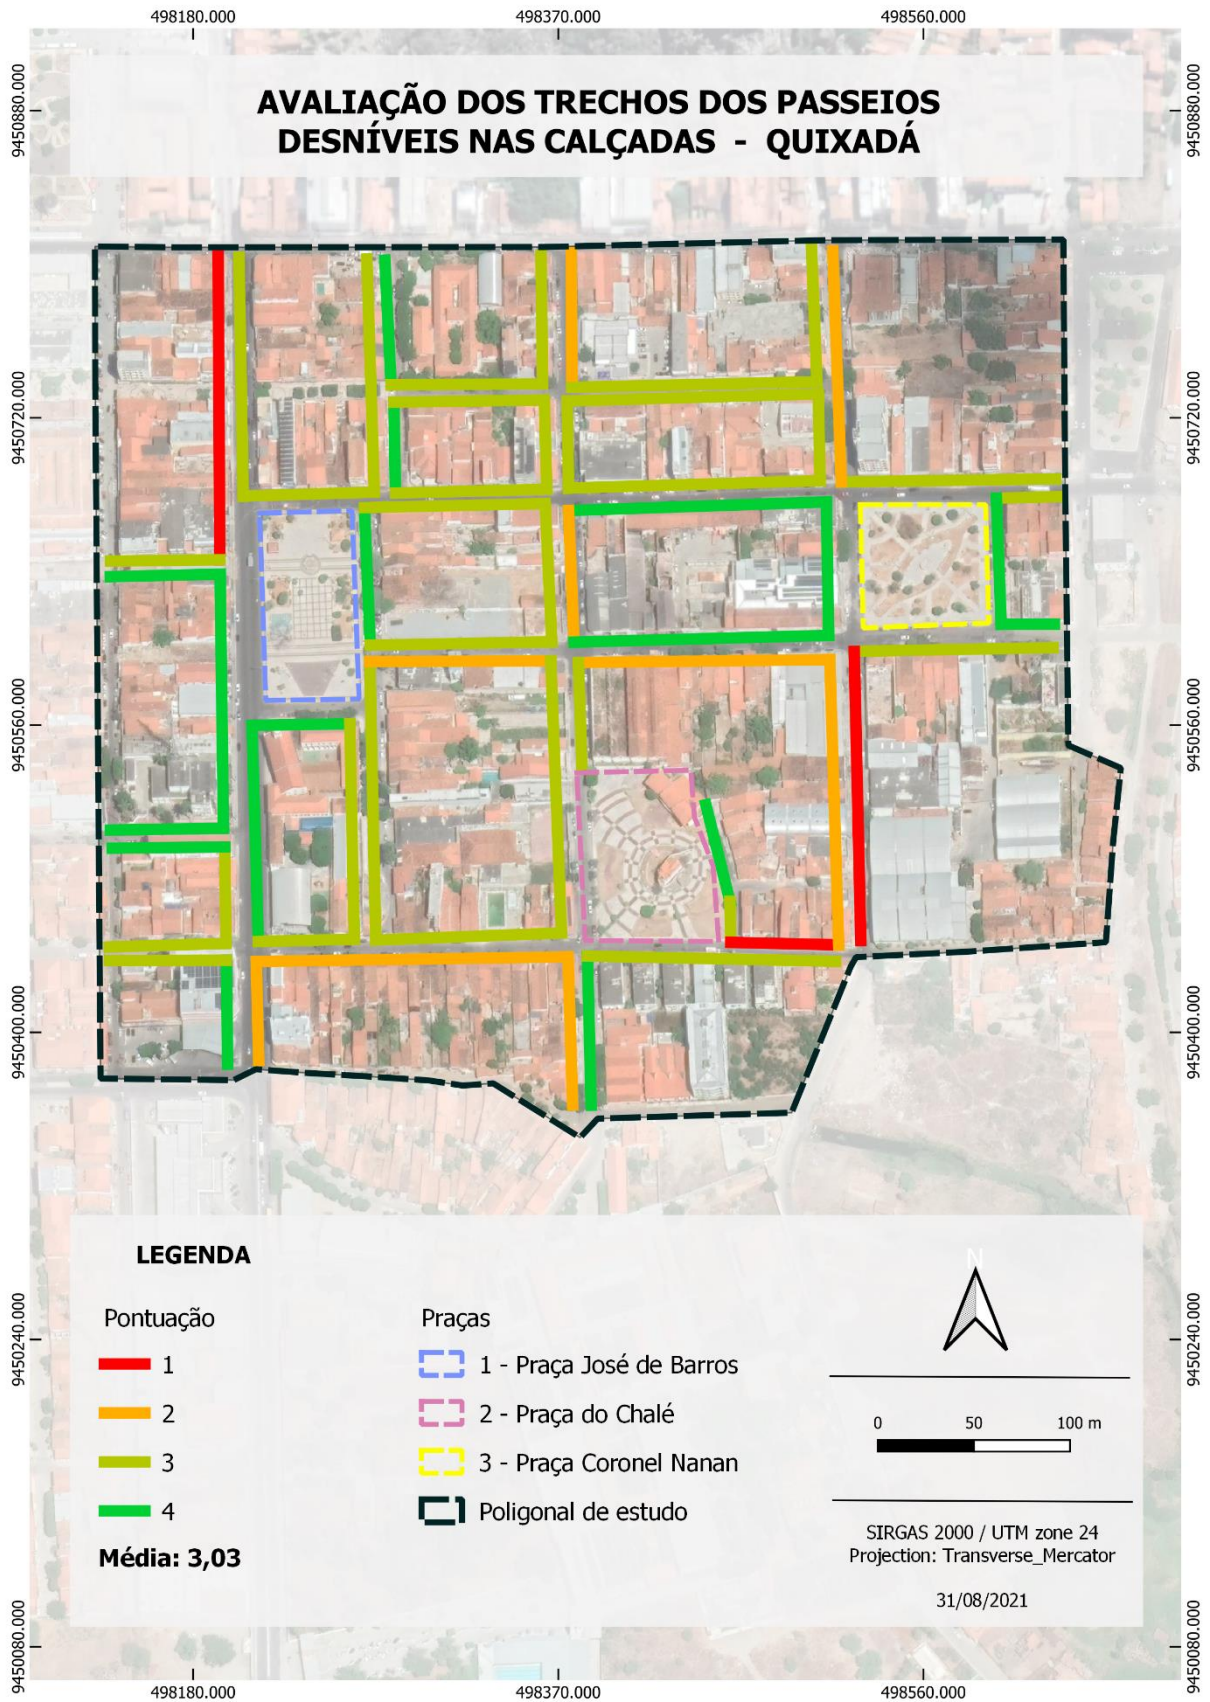 498180.000 498370.000 498560.000
AVALIAÇÃO DOS TRECHOS DOS PASSEIOS
DESNÍVEIS NAS CALÇADAS - QUIXADÁ
9450880.000 9450880.000
9450720.000 9450720.000
9450560.000 9450560.000
9450400.000 9450400.000
9450240.000 9450240.000
9450080.000 9450080.000
LEGENDA
Pontuação
1
2
3
4
Média: 3,03
Praças
1 - Praça José de Barros
2 - Praça do Chalé
3 - Praça Coronel Nanan
Poligonal de estudo
N
0 50 100 m
SIRGAS 2000 / UTM zone 24
Projection: Transverse_Mercator
31/08/2021
498180.000 498370.000 498560.000